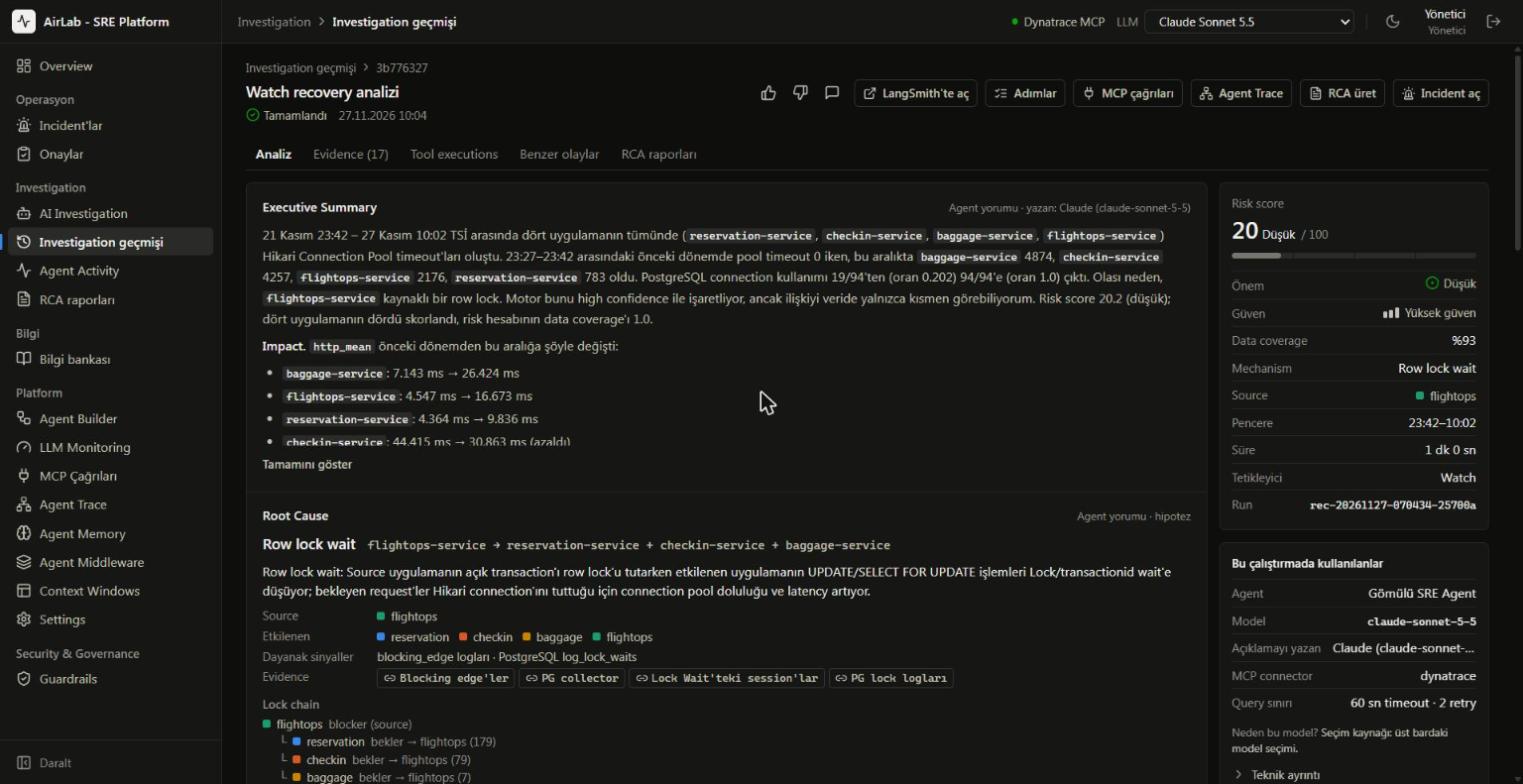 AirLab - SRE Platform
Investigation > Investigation geçmişi
Dynatrace MCP LLM Claude Sonnet 5.5
Yönetici
Yönetici
Overview
Operasyon
Incident'lar
Onaylar
Investigation
AI Investigation
Investigation geçmişi
Agent Activity
RCA raporları
Bilgi
Bilgi bankası
Platform
Agent Builder
LLM Monitoring
MCP Çağrıları
Agent Trace
Agent Memory
Agent Middleware
Context Windows
Settings
Security & Governance
Guardrails
Daralt
Investigation geçmişi > 3b776327
Watch recovery analizi
Tamamlandı 27.11.2026 10:04
LangSmith'te aç
Adımlar
MCP çağrıları
Agent Trace
RCA üret
Incident aç
Analiz Evidence (17) Tool executions Benzer olaylar RCA raporları
Executive Summary
Agent yorumu · yazan: Claude (claude-sonnet-5-5)
21 Kasım 23:42 – 27 Kasım 10:02 TSİ arasında dört uygulamanın tümünde (reservation-service, checkin-service, baggage-service, flightops-service)
Hikari Connection Pool timeout'ları oluştu. 23:27–23:42 arasındaki önceki dönemde pool timeout 0 iken, bu aralıkta baggage-service 4874, checkin-service
4257, flightops-service 2176, reservation-service 783 oldu. PostgreSQL connection kullanımı 19/94'ten (oran 0.202) 94/94'e (oran 1.0) çıktı. Olası neden,
flightops-service kaynaklı bir row lock. Motor bunu high confidence ile işaretliyor, ancak ilişkiyi veride yalnızca kısmen görebiliyorum. Risk score 20.2 (düşük);
dört uygulamanın dördü skorlandı, risk hesabının data coverage'ı 1.0.
Impact. http_mean önceki dönemden bu aralığa şöyle değişti:
• baggage-service: 7.143 ms → 26.424 ms
• flightops-service: 4.547 ms → 16.673 ms
• reservation-service: 4.364 ms → 9.836 ms
• checkin-service: 44.415 ms → 30.863 ms (azaldı)
Tamamını göster
Root Cause
Agent yorumu · hipotez
Row lock wait flightops-service → reservation-service + checkin-service + baggage-service
Row lock wait: Source uygulamanın açık transaction'ı row lock'u tutarken etkilenen uygulamanın UPDATE/SELECT FOR UPDATE işlemleri Lock/transactionid wait'e
düşüyor; bekleyen request'ler Hikari connection'ını tuttuğu için connection pool doluluğu ve latency artıyor.
Source flightops
Etkilenen reservation checkin baggage flightops
Dayanak sinyaller blocking_edge logları · PostgreSQL log_lock_waits
Evidence Blocking edge'ler PG collector Lock Wait'teki session'lar PG lock logları
Lock chain
flightops blocker (source)
└ reservation bekler → flightops (179)
└ checkin bekler → flightops (79)
└ baggage bekler → flightops (7)
Risk score
20 Düşük / 100
Önem Düşük
Güven Yüksek güven
Data coverage %93
Mechanism Row lock wait
Source flightops
Pencere 23:42–10:02
Süre 1 dk 0 sn
Tetikleyici Watch
Run rec-20261127-070434-25700a
Bu çalıştırmada kullanılanlar
Agent Gömülü SRE Agent
Model claude-sonnet-5-5
Açıklamayı yazan Claude (claude-sonnet-...
MCP connector dynatrace
Query sınırı 60 sn timeout · 2 retry
Neden bu model? Seçim kaynağı: üst bardaki
model seçimi.
> Teknik ayrıntı